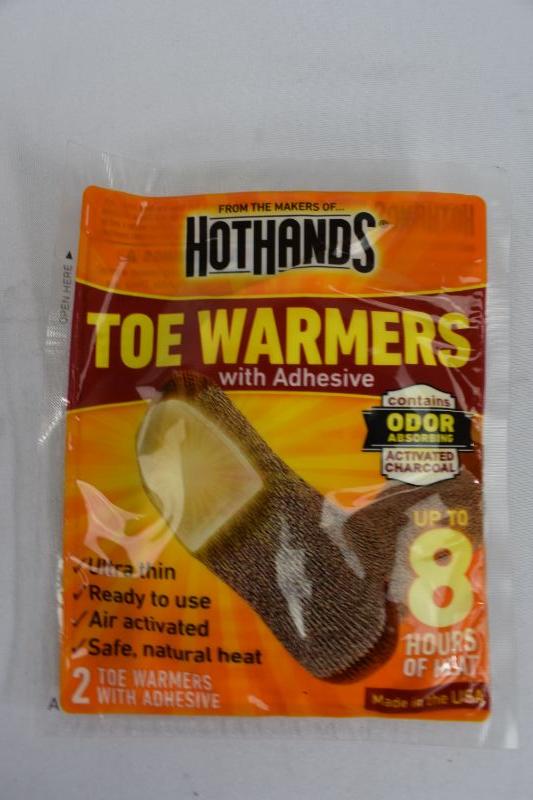 FROM THE MAKERS OF...
HOTHANDS®
TOE WARMERS
with Adhesive
contains
ODOR
ABSORBING
ACTIVATED
CHARCOAL
UP TO
8
HOURS
OF HEAT
✓Ultra thin
✓Ready to use
✓Air activated
✓Safe, natural heat
2 TOE WARMERS
WITH ADHESIVE
Made in the USA
OPEN HERE ▲
A